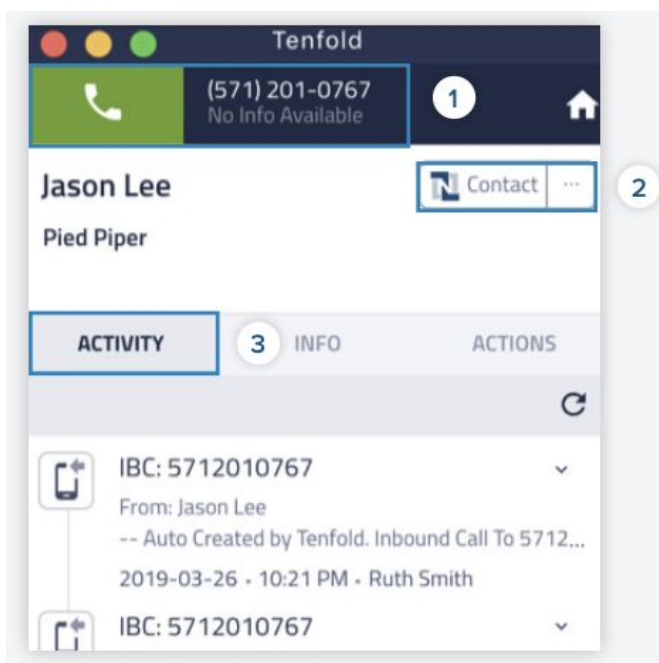 Tenfold
(571) 201-0767
No Info Available
1
Jason Lee
N Contact ...
2
Pied Piper
ACTIVITY
3
INFO
ACTIONS
IBC: 5712010767
From: Jason Lee
-- Auto Created by Tenfold. Inbound Call To 5712...
2019-03-26 • 10:21 PM • Ruth Smith
IBC: 5712010767